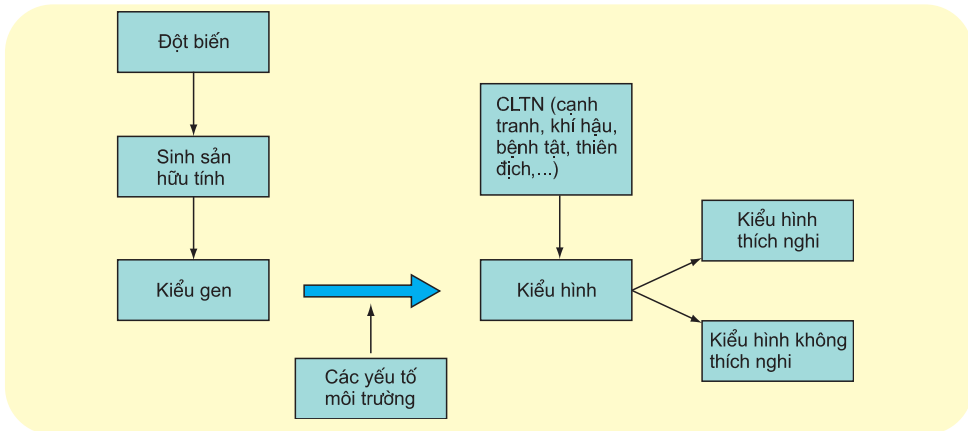 Đột biến
Sinh sản
hữu tính
Kiểu gen
Các yếu tố
môi trường
CLTN (cạnh
tranh, khí hậu,
bệnh tật, thiên
địch,...)
Kiểu hình
Kiểu hình
thích nghi
Kiểu hình không
thích nghi